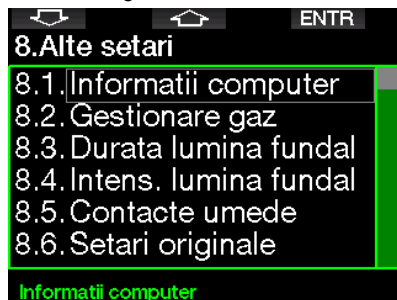 ENTR
8.Alte setari
8.1.Informatii computer
8.2.Gestionare gaz
8.3.Durata lumina fundal
8.4.Intens. lumina fundal
8.5.Contacte umede
8.6.Setari originale
Informatii computer